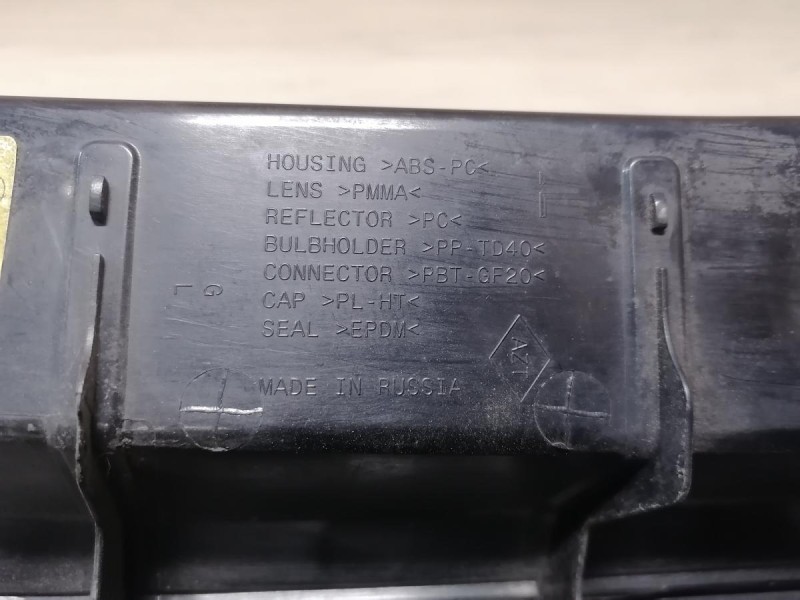 HOUSING >ABS-PC<
LENS >PMMA<
REFLECTOR >PC<
BULBHOLDER >PP-TD40<
CONNECTOR >PBT-GF20<
CAP >PL-HT<
SEAL >EPDM<
G
L
AZT
MADE IN RUSSIA